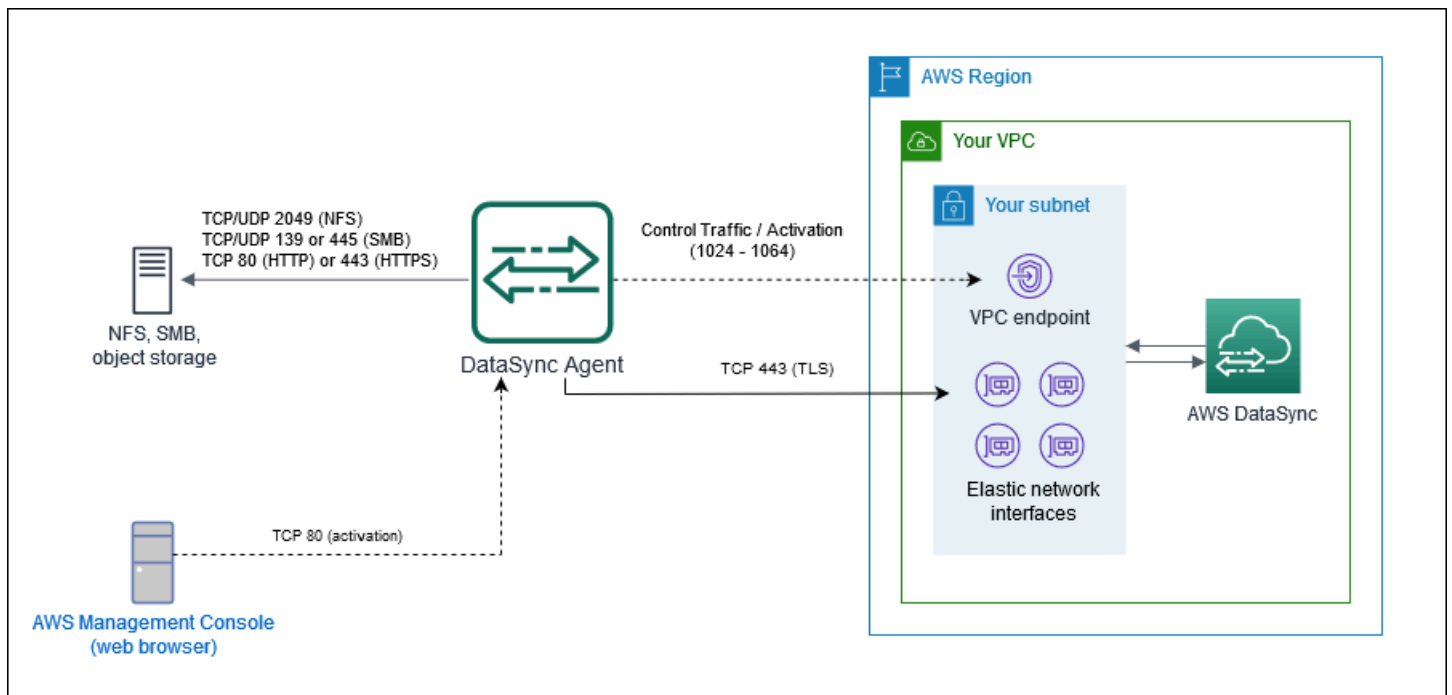 AWS Region
Your VPC
Your subnet
TCP/UDP 2049 (NFS)
TCP/UDP 139 or 445 (SMB)
TCP 80 (HTTP) or 443 (HTTPS)
Control Traffic / Activation
(1024 - 1064)
NFS, SMB,
object storage
DataSync Agent
VPC endpoint
TCP 443 (TLS)
AWS DataSync
Elastic network
interfaces
TCP 80 (activation)
AWS Management Console
(web browser)